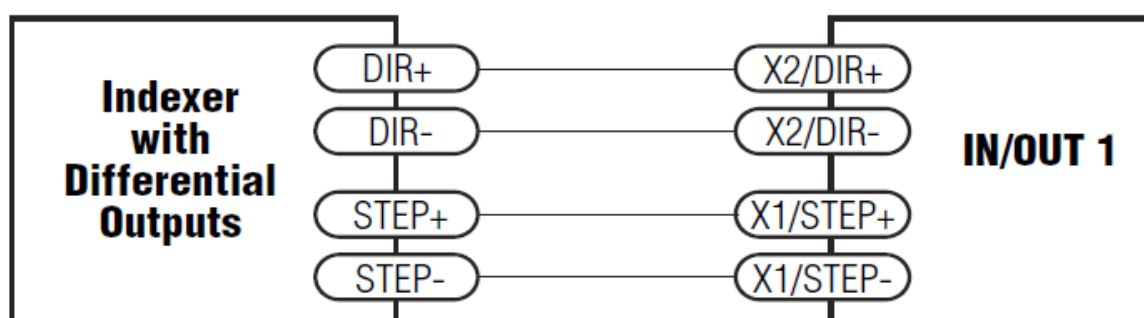 Indexer
with
Differential
Outputs
DIR+
DIR-
STEP+
STEP-
X2/DIR+
X2/DIR-
X1/STEP+
X1/STEP-
IN/OUT 1